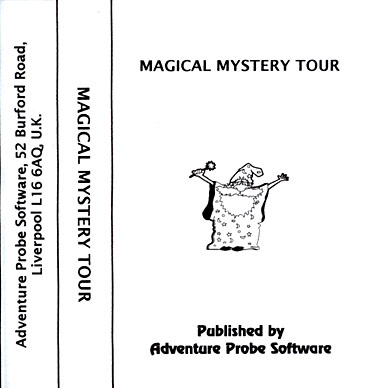 Adventure Probe Software, 52 Burford Road,
Liverpool L16 6AQ, U.K.
MAGICAL MYSTERY TOUR
MAGICAL MYSTERY TOUR
Published by
Adventure Probe Software